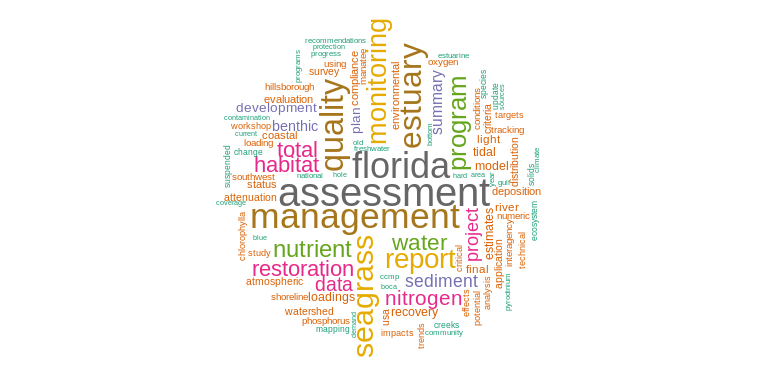 recommendations
protection
progress
programs
using
survey
compliance
manatee
monitoring
estuary
estuarine
oxygen
environmental
summary
program
species
update
sources
conditions
criteria
targets
tracking
hillsborough
evaluation
development
contamination
workshop
current
coastal
benthic
quality
plan
old
freshwater
bottom
light
tidal
model
distribution
climate
solids
loading
change
total
habitat
florida
suspended
southwest
status
national
hole
hard
area
year
gulf
deposition
attenuation
coverage
assessment
management
river
numeric
ecosystem
chlorophylla
blue
study
nutrient
water
project
estimates
interagency
technical
application
seagrass
report
critical
final
restoration
atmospheric
data
ccmp
boca
sediment
nitrogen
effects
potential
analysis
pyrodinium
shoreline
loadings
watershed
phosphorus
mapping
demand
usa
recovery
impacts
trends
creeks
community